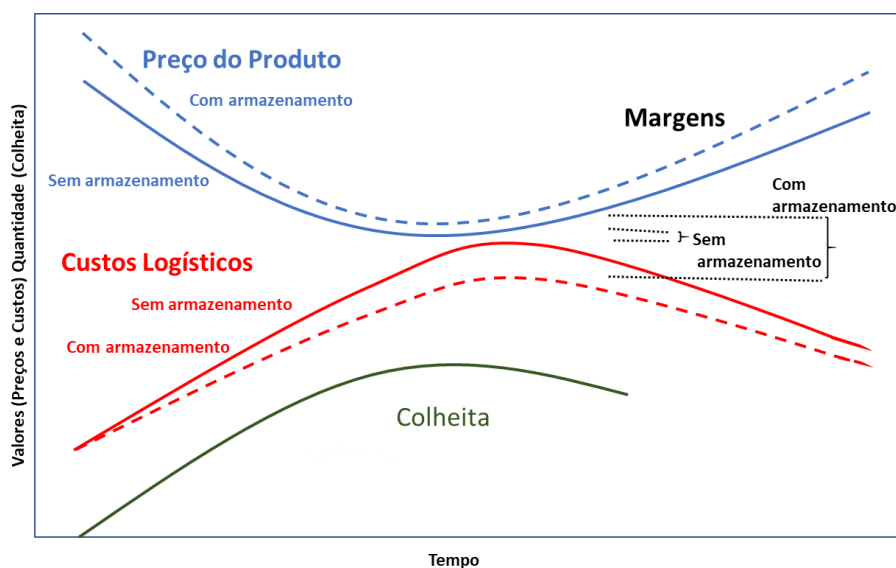 Valores (Preços e Custos) Quantidade (Colheita)
Preço do Produto
Com armazenamento
Sem armazenamento
Margens
Com
armazenamento
Sem
armazenamento
Custos Logísticos
Sem armazenamento
Com armazenamento
Colheita
Tempo